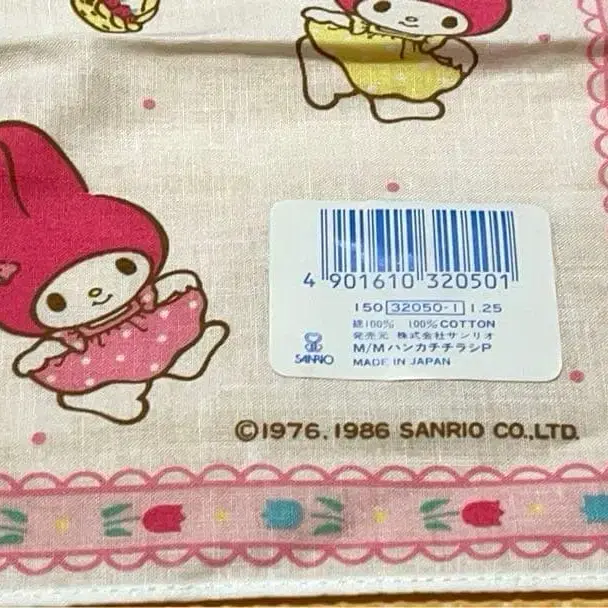 4 901610 320501
150 32050-1 1.25
綿100% 100% COTTON
発売元 株式会社サンリオ
M/MハンカチチラシP
SANRIO MADE IN JAPAN
©1976, 1986 SANRIO CO., LTD.